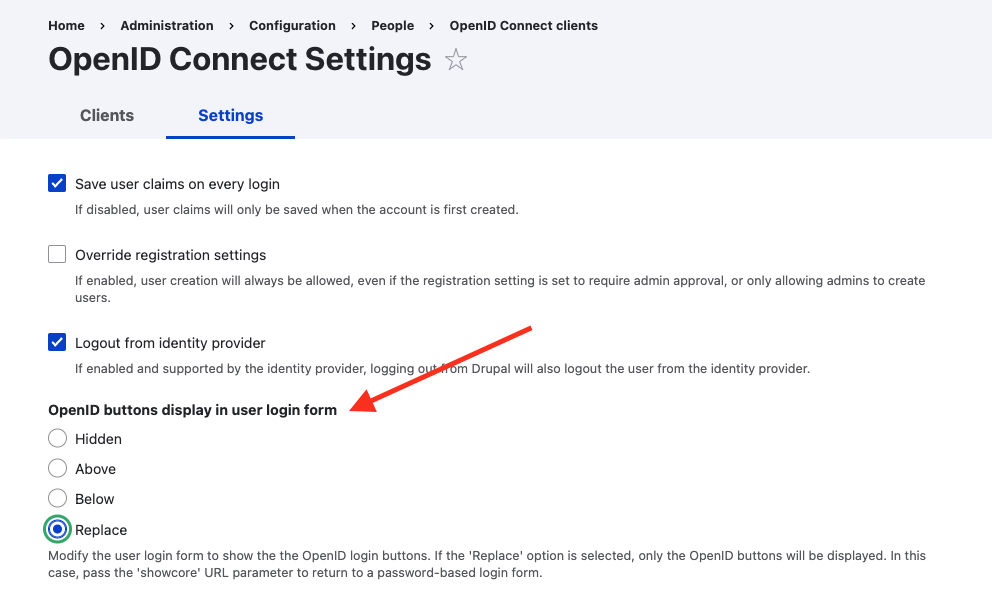 Home > Administration > Configuration > People > OpenID Connect clients
OpenID Connect Settings
Clients Settings
Save user claims on every login
If disabled, user claims will only be saved when the account is first created.
Override registration settings
If enabled, user creation will always be allowed, even if the registration setting is set to require admin approval, or only allowing admins to create
users.
Logout from identity provider
If enabled and supported by the identity provider, logging out from Drupal will also logout the user from the identity provider.
OpenID buttons display in user login form
Hidden
Above
Below
Replace
Modify the user login form to show the the OpenID login buttons. If the 'Replace' option is selected, only the OpenID buttons will be displayed. In this
case, pass the 'showcore' URL parameter to return to a password-based login form.